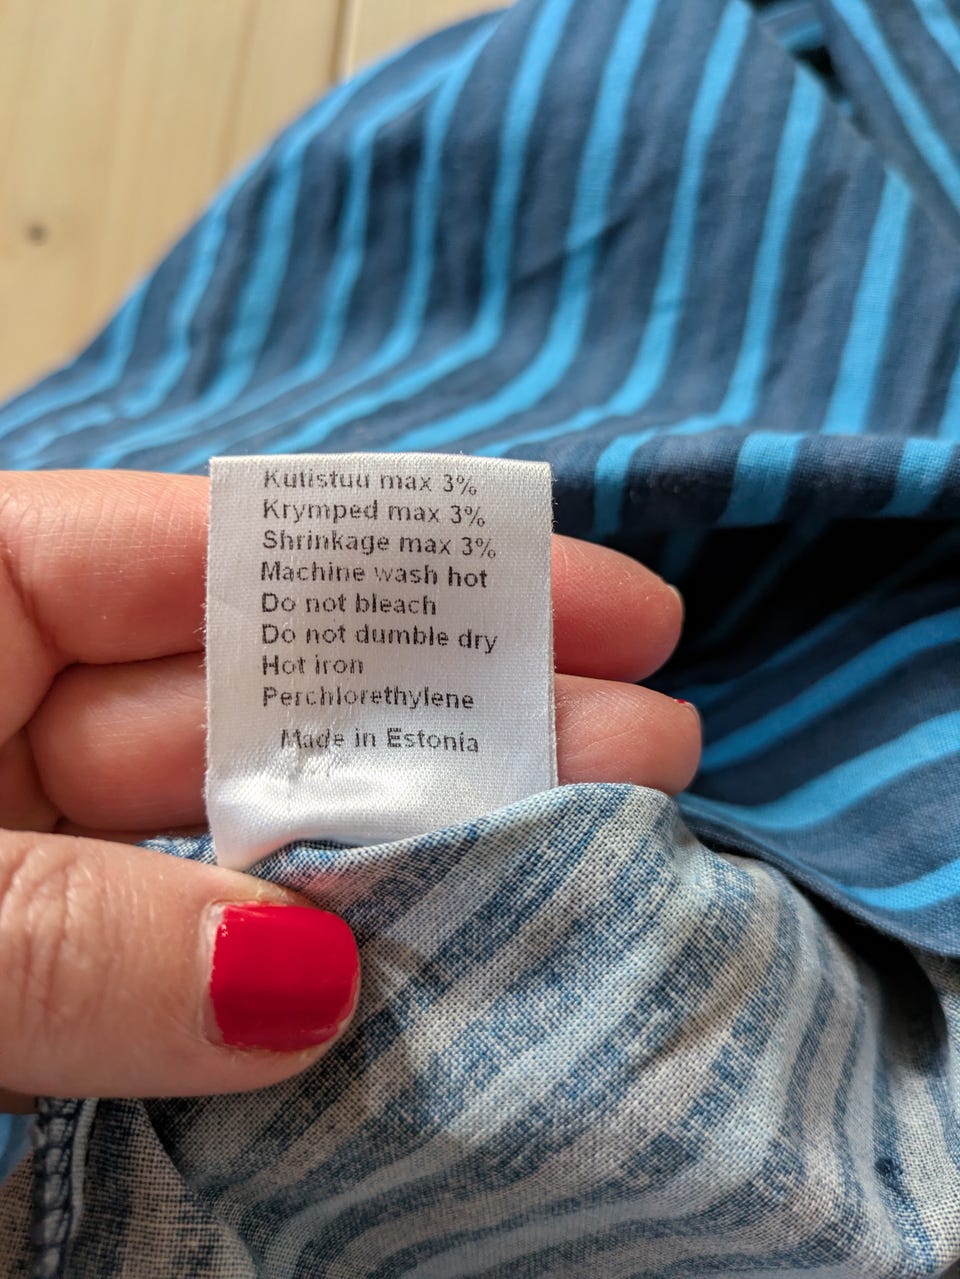 Kutistuu max 3%
Krymped max 3%
Shrinkage max 3%
Machine wash hot
Do not bleach
Do not dumble dry
Hot iron
Perchlorethylene
Made in Estonia